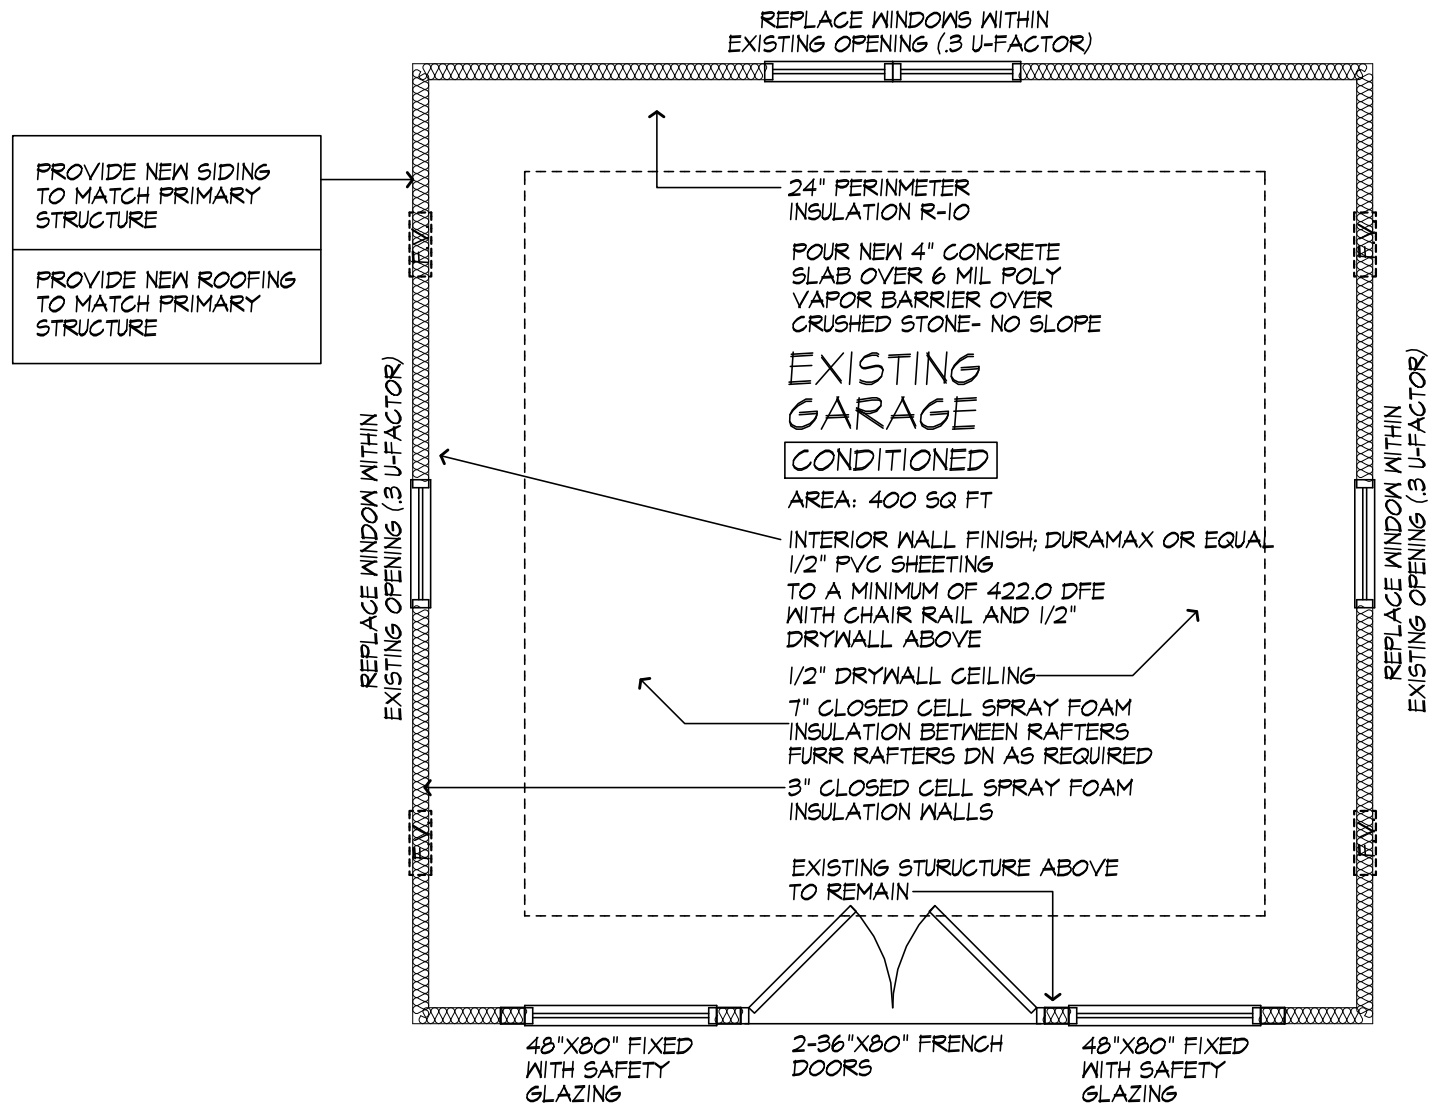 REPLACE WINDOWS WITHIN
EXISTING OPENING (.3 U-FACTOR)
PROVIDE NEW SIDING
TO MATCH PRIMARY
STRUCTURE
PROVIDE NEW ROOFING
TO MATCH PRIMARY
STRUCTURE
24" PERINMETER
INSULATION R-10
POUR NEW 4" CONCRETE
SLAB OVER 6 MIL POLY
VAPOR BARRIER OVER
CRUSHED STONE- NO SLOPE
EXISTING
GARAGE
CONDITIONED
AREA: 400 SQ FT
INTERIOR WALL FINISH; DURAMAX OR EQUAL
1/2" PVC SHEETING
TO A MINIMUM OF 422.0 DFE
WITH CHAIR RAIL AND 1/2"
DRYWALL ABOVE
1/2" DRYWALL CEILING
7" CLOSED CELL SPRAY FOAM
INSULATION BETWEEN RAFTERS
FURR RAFTERS DN AS REQUIRED
3" CLOSED CELL SPRAY FOAM
INSULATION WALLS
EXISTING STURUCTURE ABOVE
TO REMAIN
REPLACE WINDOW WITHIN
EXISTING OPENING (.3 U-FACTOR)
REPLACE WINDOW WITHIN
EXISTING OPENING (.3 U-FACTOR)
48"X80" FIXED
WITH SAFETY
GLAZING
2-36"X80" FRENCH
DOORS
48"X80" FIXED
WITH SAFETY
GLAZING